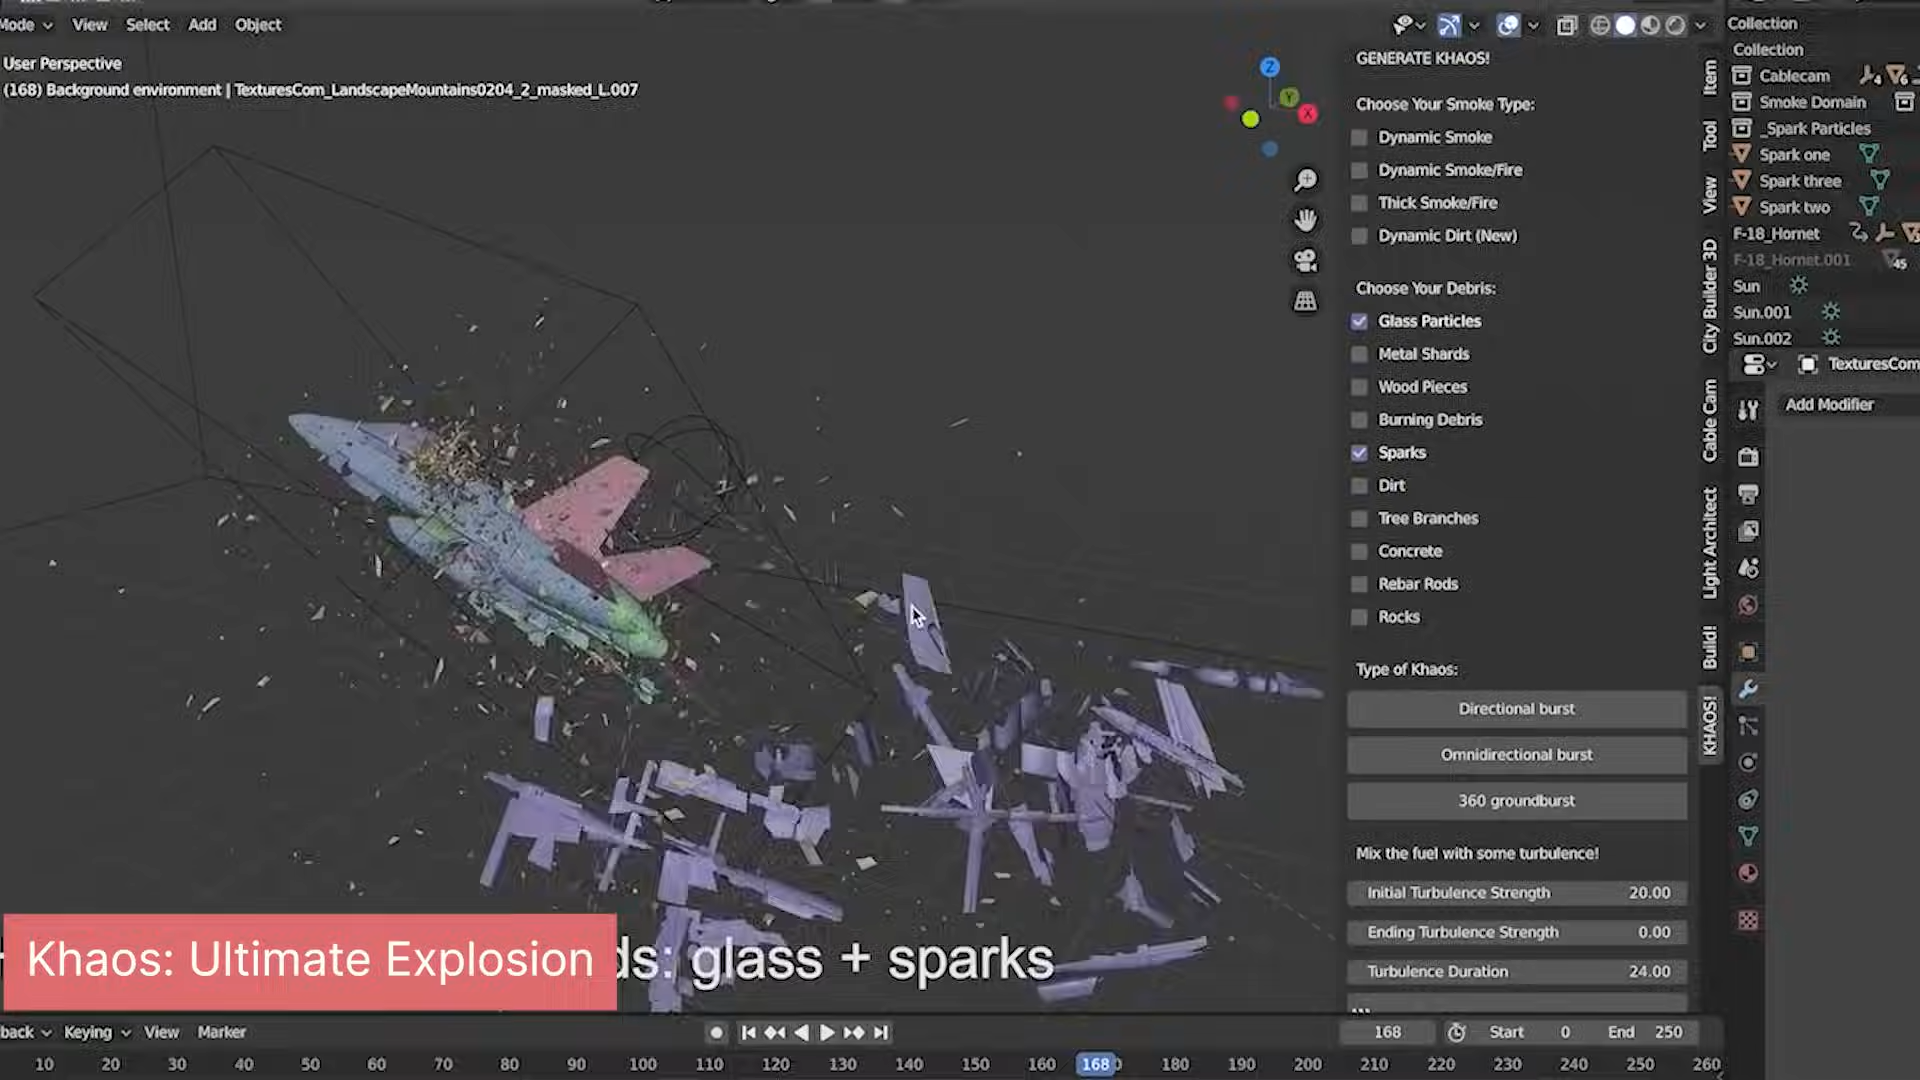 Mode View Select Add Object
User Perspective
(168) Background environment | TexturesCom_LandscapeMountains0204_2_masked_L.007
Z
Y
X
GENERATE KHAOS!
Choose Your Smoke Type:
Dynamic Smoke
Dynamic Smoke/Fire
Thick Smoke/Fire
Dynamic Dirt (New)
Choose Your Debris:
Glass Particles
Metal Shards
Wood Pieces
Burning Debris
Sparks
Dirt
Tree Branches
Concrete
Rebar Rods
Rocks
Type of Khaos:
Directional burst
Omnidirectional burst
360 groundburst
Mix the fuel with some turbulence!
Initial Turbulence Strength 20.00
Ending Turbulence Strength 0.00
Turbulence Duration 24.00
Item
Tool
View
City Builder 3D
Cable Cam
Light Architect
Build!
KHAOS!
Collection
Collection
Cablecam 4 6
Smoke Domain
_Spark Particles
Spark one
Spark three
Spark two
F-18_Hornet
F-18_Hornet.001 45
Sun
Sun.001
Sun.002
TexturesCom
Add Modifier
Khaos: Ultimate Explosion
ds: glass + sparks
back Keying View Marker
168 Start 0 End 250
10 20 30 40 50 60 70 80 90 100 110 120 130 140 150 160 168 180 190 200 210 220 230 240 250 260